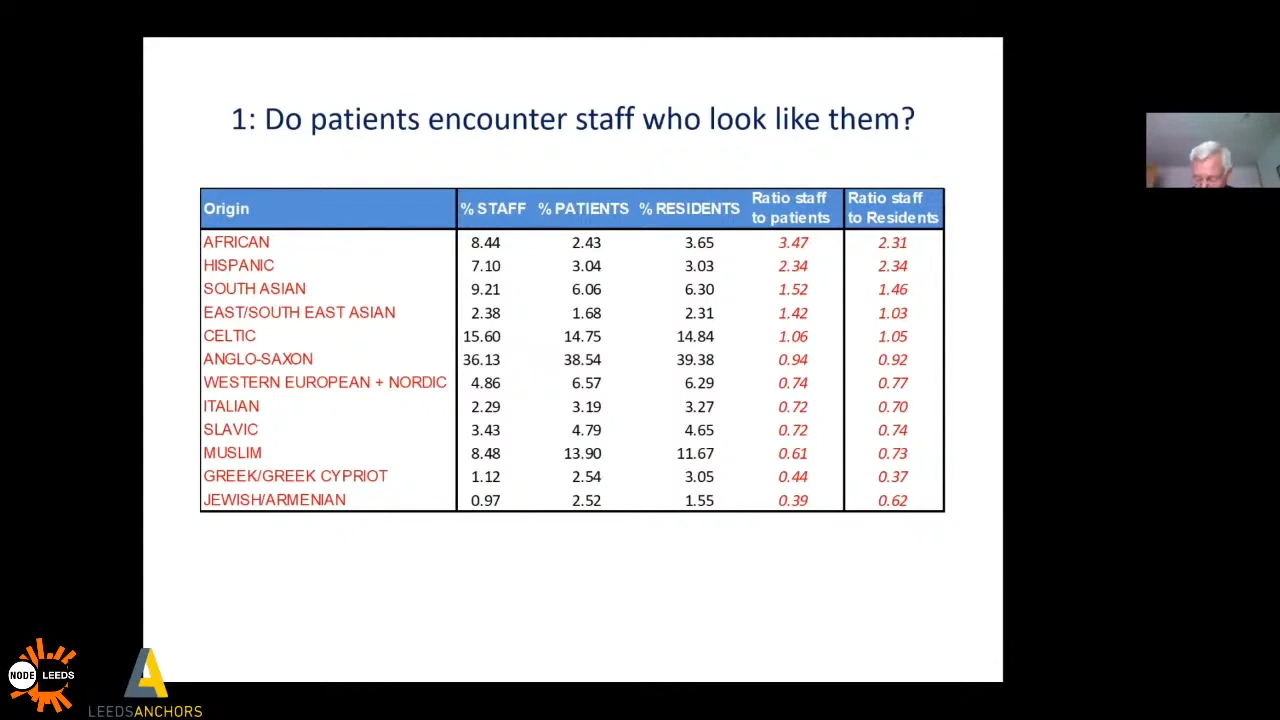 1: Do patients encounter staff who look like them?
Origin % STAFF % PATIENTS % RESIDENTS Ratio staff to patients Ratio staff to Residents
AFRICAN 8.44 2.43 3.65 3.47 2.31
HISPANIC 7.10 3.04 3.03 2.34 2.34
SOUTH ASIAN 9.21 6.06 6.30 1.52 1.46
EAST/SOUTH EAST ASIAN 2.38 1.68 2.31 1.42 1.03
CELTIC 15.60 14.75 14.84 1.06 1.05
ANGLO-SAXON 36.13 38.54 39.38 0.94 0.92
WESTERN EUROPEAN + NORDIC 4.86 6.57 6.29 0.74 0.77
ITALIAN 2.29 3.19 3.27 0.72 0.70
SLAVIC 3.43 4.79 4.65 0.72 0.74
MUSLIM 8.48 13.90 11.67 0.61 0.73
GREEK/GREEK CYPRIOT 1.12 2.54 3.05 0.44 0.37
JEWISH/ARMENIAN 0.97 2.52 1.55 0.39 0.62
NODE LEEDS
LEEDSANCHORS